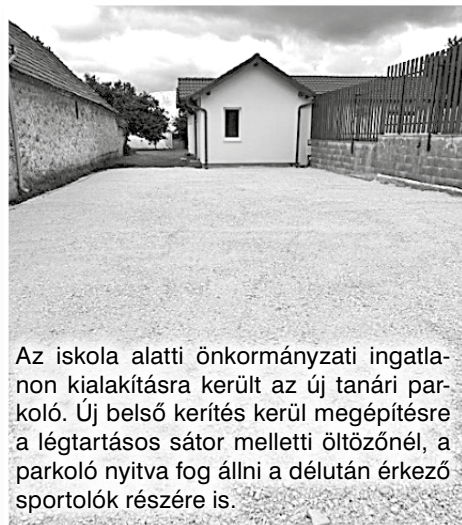 Az iskola alatti önkormányzati ingatla-
non kialakításra került az új tanári par-
koló. Új belső kerítés kerül megépítésre
a légtartásos sátor melletti öltözőnél, a
parkoló nyitva fog állni a délután érkező
sportolók részére is.